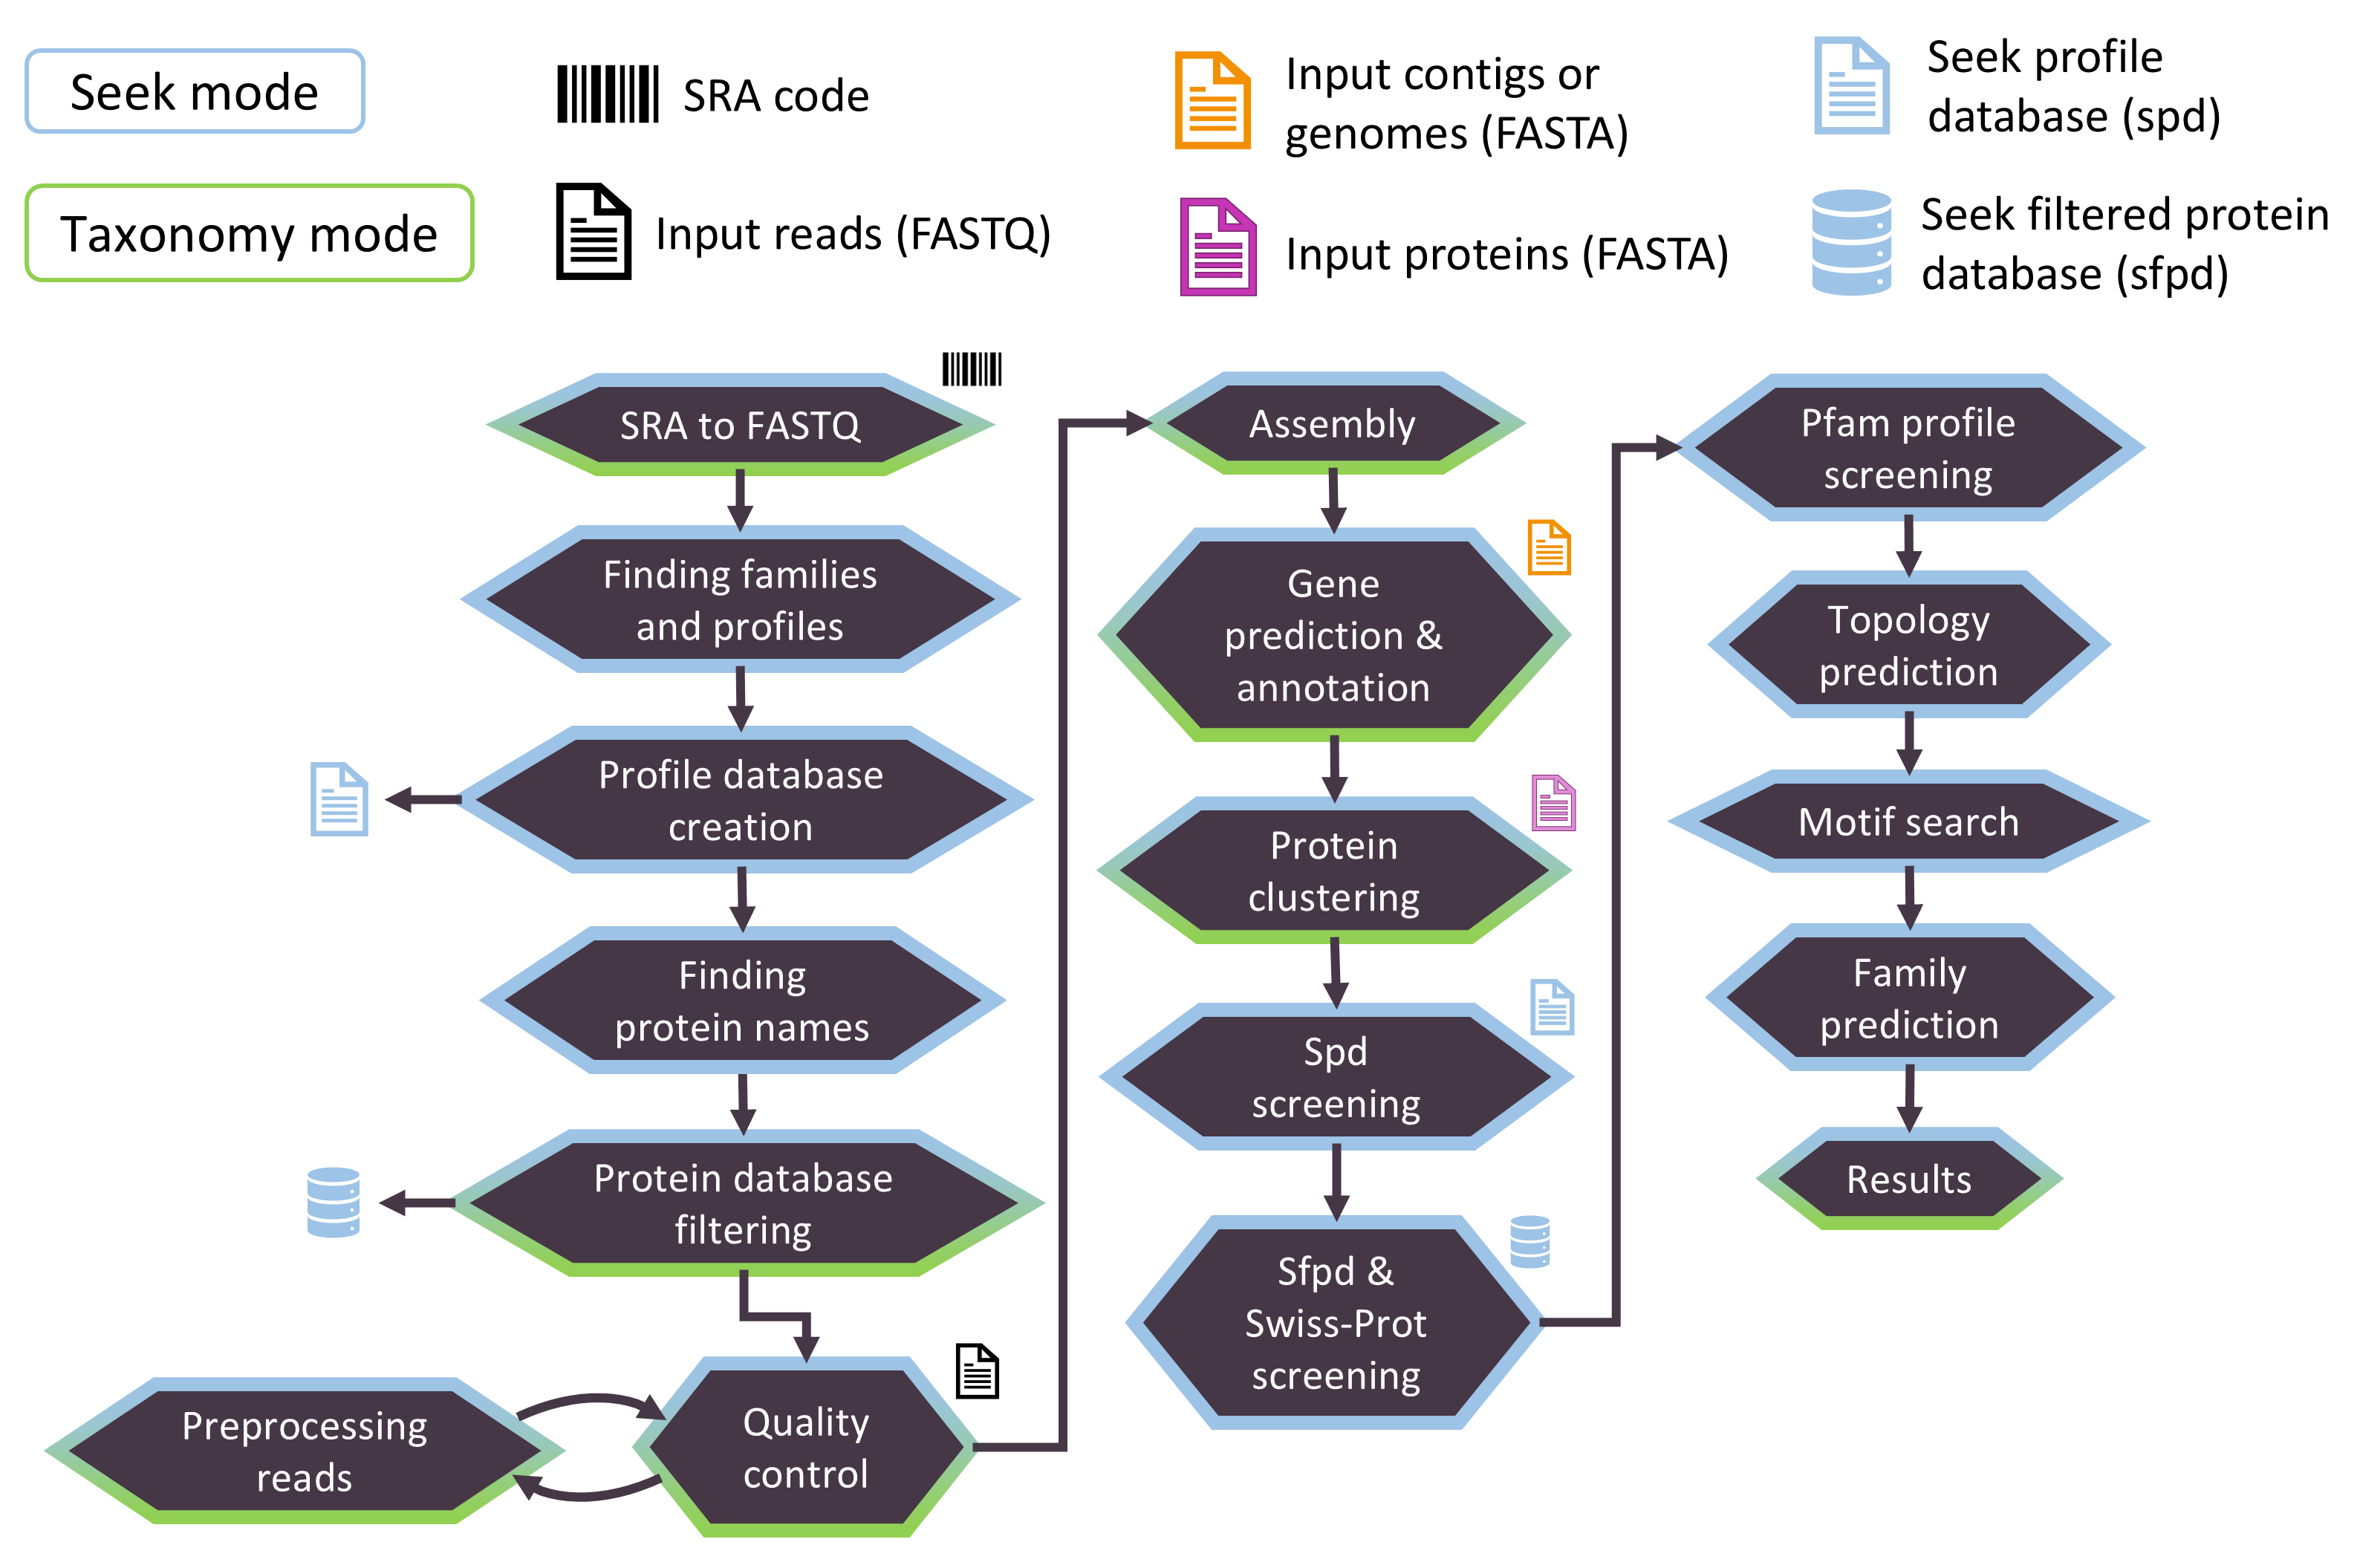 Seek mode
Taxonomy mode
SRA code
Input reads (FASTQ)
Input contigs or
genomes (FASTA)
Input proteins (FASTA)
Seek profile
database (spd)
Seek filtered protein
database (sfpd)
SRA to FASTQ
Finding families
and profiles
Profile database
creation
Finding
protein names
Protein database
filtering
Preprocessing
reads
Quality
control
Assembly
Gene
prediction &
annotation
Protein
clustering
Spd
screening
Sfpd &
Swiss-Prot
screening
Pfam profile
screening
Topology
prediction
Motif search
Family
prediction
Results